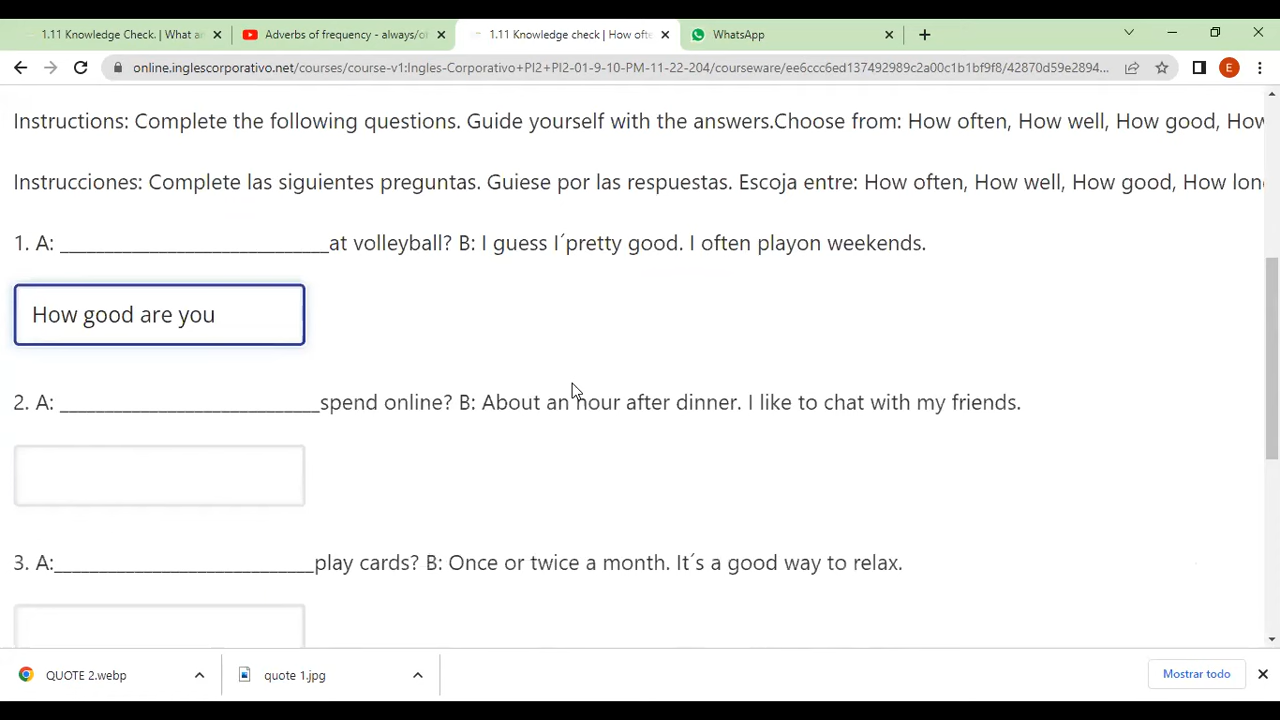 1.11 Knowledge Check. | What ar
Adverbs of frequency - always/of
1.11 Knowledge check | How ofte
WhatsApp
online.inglescorporativo.net/courses/course-v1:Ingles-Corporativo+PI2+PI2-01-9-10-PM-11-22-204/courseware/ee6ccc6ed137492989c2a00c1b1bf9f8/42870d59e2894...
E
Instructions: Complete the following questions. Guide yourself with the answers.Choose from: How often, How well, How good, How
Instrucciones: Complete las siguientes preguntas. Guiese por las respuestas. Escoja entre: How often, How well, How good, How lon
1. A: ____________________________at volleyball? B: I guess I´pretty good. I often playon weekends.
How good are you
2. A: ___________________________spend online? B: About an hour after dinner. I like to chat with my friends.
3. A:___________________________play cards? B: Once or twice a month. It´s a good way to relax.
QUOTE 2.webp
quote 1.jpg
Mostrar todo